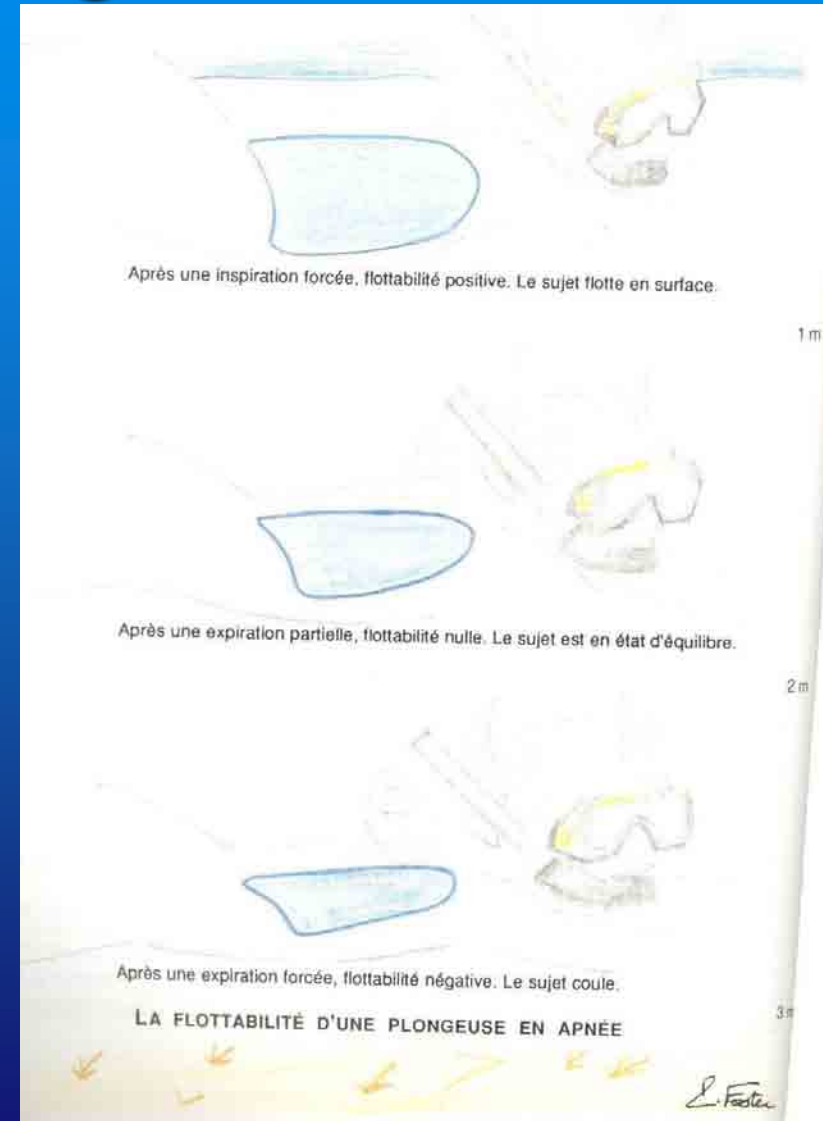 Après une inspiration forcée, flottabilité positive. Le sujet flotte en surface.
1 m
Après une expiration partielle, flottabilité nulle. Le sujet est en état d'équilibre.
2 m
Après une expiration forcée, flottabilité négative. Le sujet coule.
LA FLOTTABILITÉ D'UNE PLONGEUSE EN APNÉE
3 m